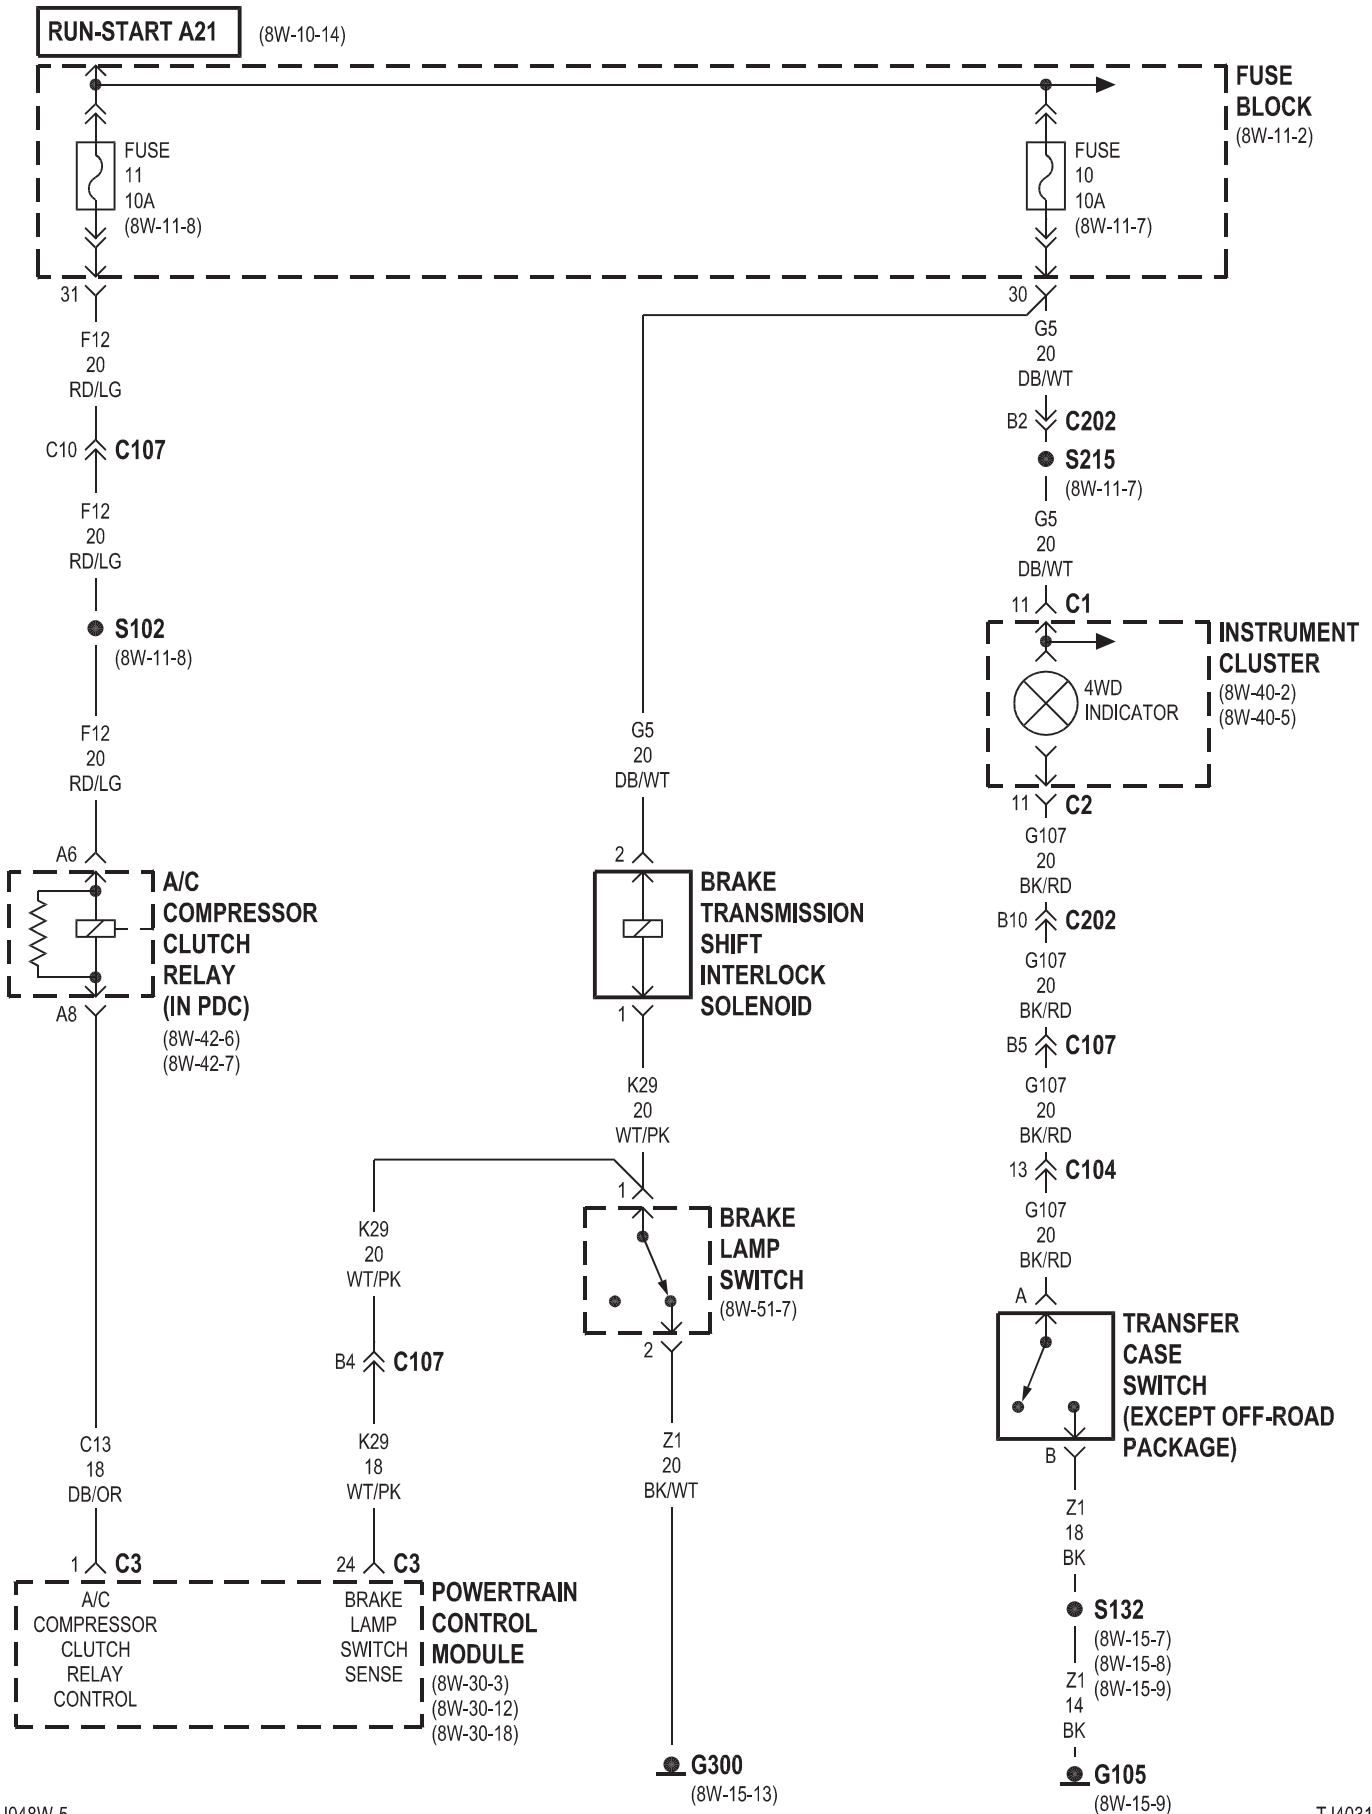 RUN-START A21 (8W-10-14)
FUSE
BLOCK
(8W-11-2)
FUSE
11
10A
(8W-11-8)
FUSE
10
10A
(8W-11-7)
31
F12
20
RD/LG
C10 C107
F12
20
RD/LG
S102
(8W-11-8)
F12
20
RD/LG
A6
A/C
COMPRESSOR
CLUTCH
RELAY
(IN PDC)
(8W-42-6)
(8W-42-7)
A8
C13
18
DB/OR
1 C3
A/C
COMPRESSOR
CLUTCH
RELAY
CONTROL
G5
20
DB/WT
2
BRAKE
TRANSMISSION
SHIFT
INTERLOCK
SOLENOID
1
K29
20
WT/PK
1
BRAKE
LAMP
SWITCH
(8W-51-7)
2
Z1
20
BK/WT
G300
(8W-15-13)
K29
20
WT/PK
B4 C107
K29
18
WT/PK
24 C3
BRAKE
LAMP
SWITCH
SENSE
POWERTRAIN
CONTROL
MODULE
(8W-30-3)
(8W-30-12)
(8W-30-18)
30
G5
20
DB/WT
B2 C202
S215
(8W-11-7)
G5
20
DB/WT
11 C1
INSTRUMENT
CLUSTER
(8W-40-2)
(8W-40-5)
4WD
INDICATOR
11 C2
G107
20
BK/RD
B10 C202
G107
20
BK/RD
B5 C107
G107
20
BK/RD
13 C104
G107
20
BK/RD
A
TRANSFER
CASE
SWITCH
(EXCEPT OFF-ROAD
PACKAGE)
B
Z1
18
BK
S132
(8W-15-7)
(8W-15-8)
(8W-15-9)
Z1
14
BK
G105
(8W-15-9)